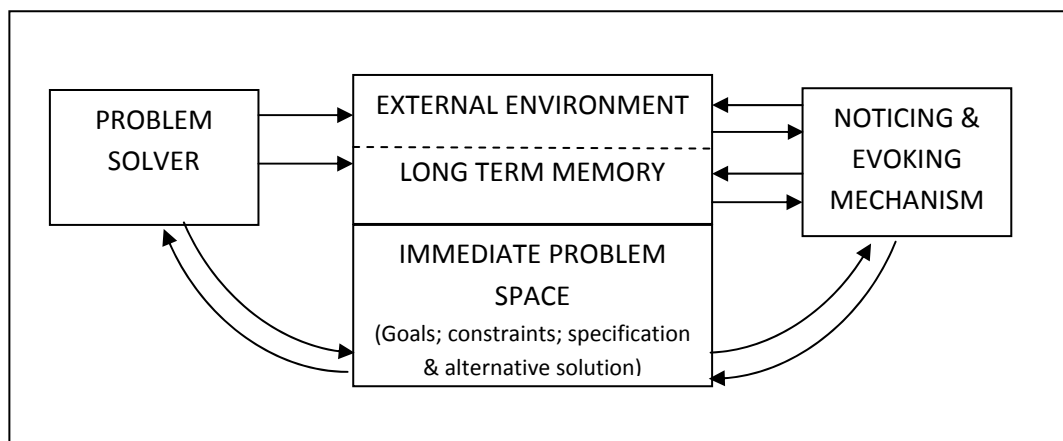 PROBLEM
SOLVER
EXTERNAL ENVIRONMENT
LONG TERM MEMORY
IMMEDIATE PROBLEM
SPACE
(Goals; constraints; specification
& alternative solution)
NOTICING &
EVOKING
MECHANISM